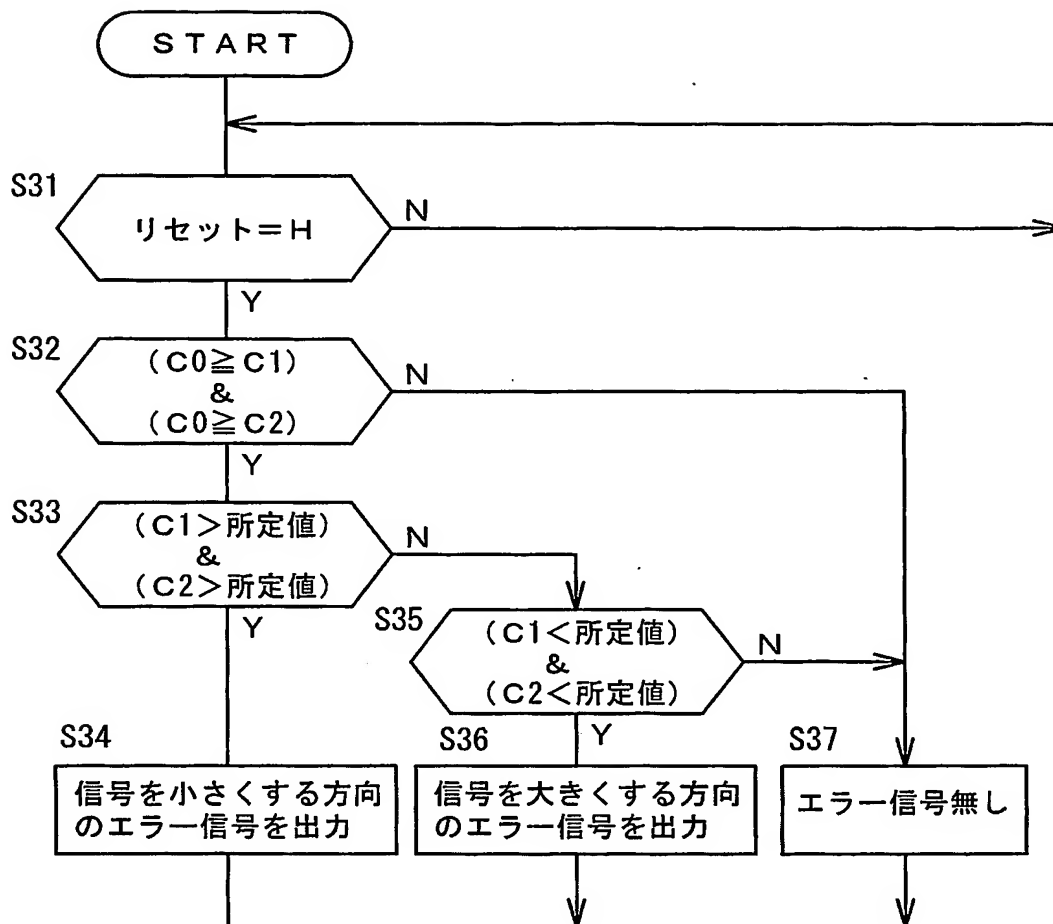 START
S31
リセット＝H
N
Y
S32
(C0≧C1)
&
(C0≧C2)
N
Y
S33
(C1＞所定値)
&
(C2＞所定値)
N
Y
S35
(C1＜所定値)
&
(C2＜所定値)
N
Y
S34
信号を小さくする方向
のエラー信号を出力
S36
信号を大きくする方向
のエラー信号を出力
S37
エラー信号無し